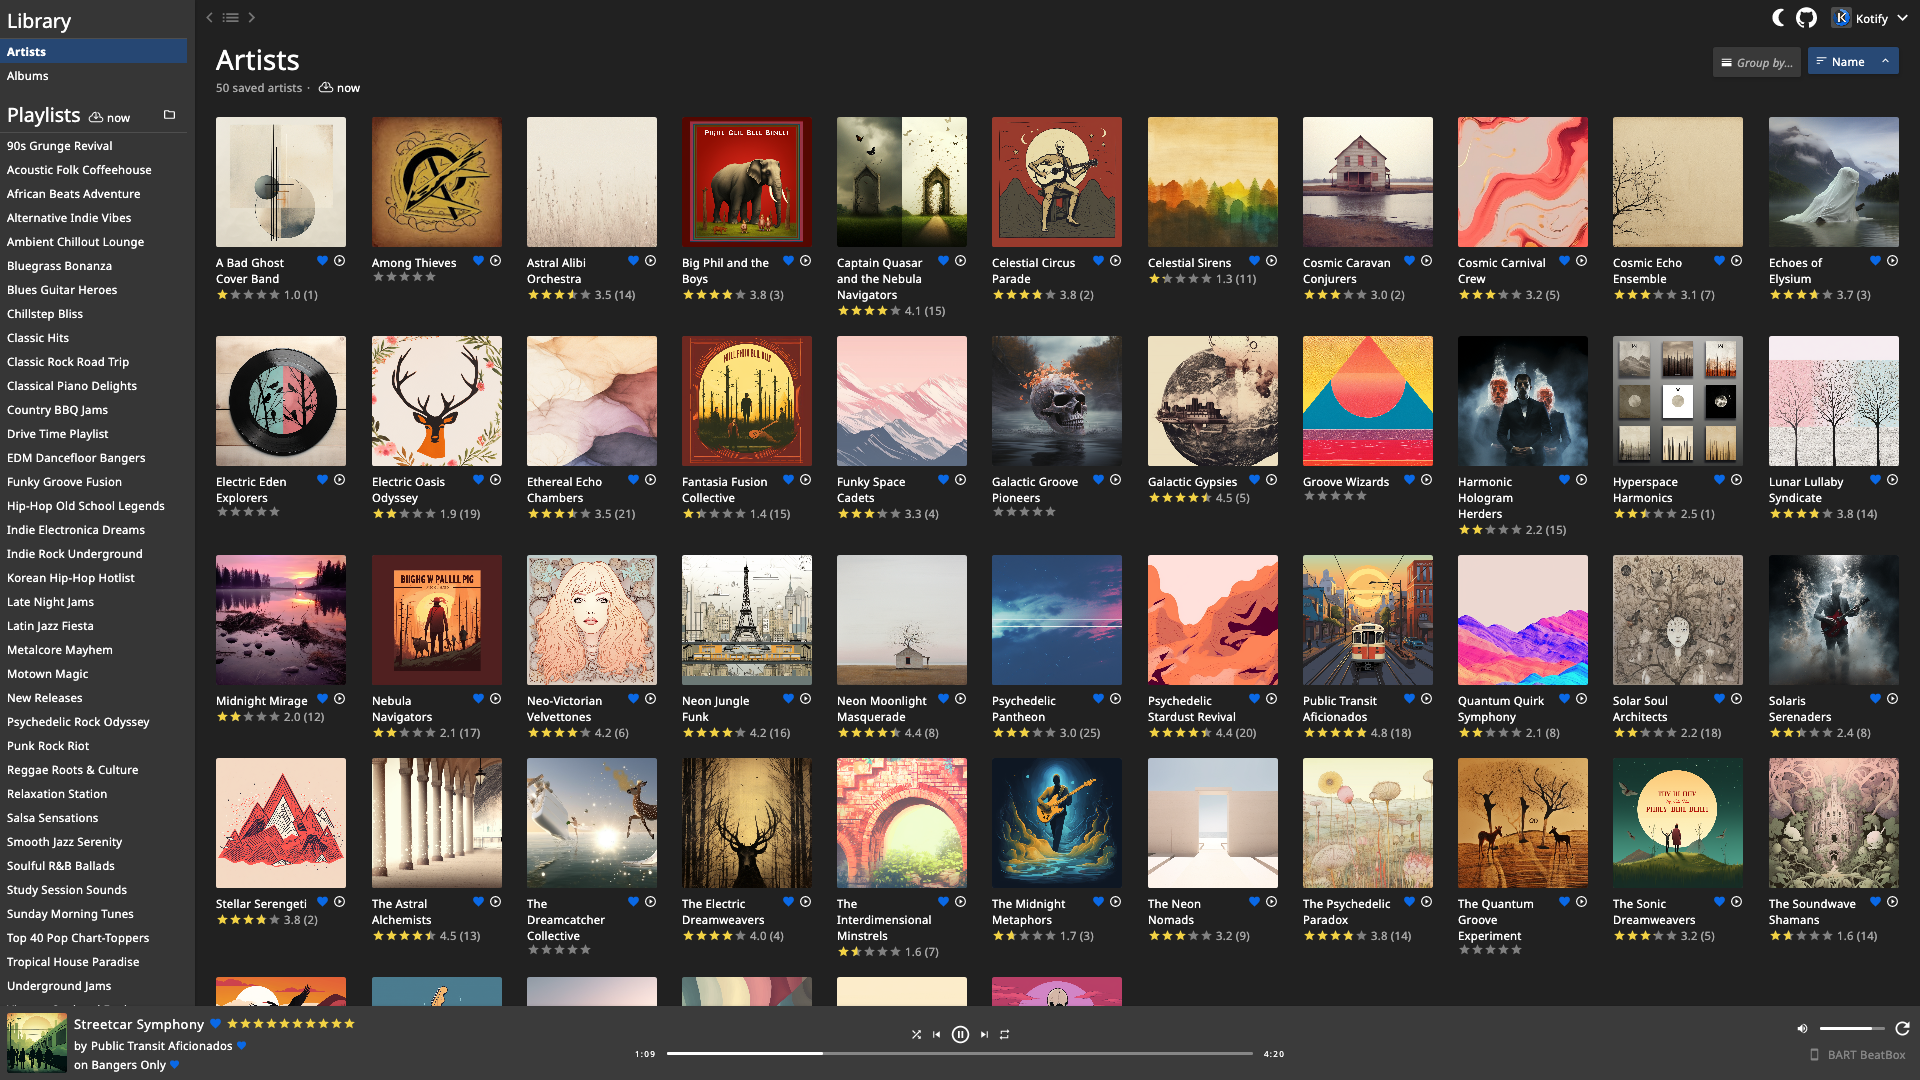 Library
Artists
Albums
Playlists now
90s Grunge Revival
Acoustic Folk Coffeehouse
African Beats Adventure
Alternative Indie Vibes
Ambient Chillout Lounge
Bluegrass Bonanza
Blues Guitar Heroes
Chillstep Bliss
Classic Hits
Classic Rock Road Trip
Classical Piano Delights
Country BBQ Jams
Drive Time Playlist
EDM Dancefloor Bangers
Funky Groove Fusion
Hip-Hop Old School Legends
Indie Electronica Dreams
Indie Rock Underground
Korean Hip-Hop Hotlist
Late Night Jams
Latin Jazz Fiesta
Metalcore Mayhem
Motown Magic
New Releases
Psychedelic Rock Odyssey
Punk Rock Riot
Reggae Roots & Culture
Relaxation Station
Salsa Sensations
Smooth Jazz Serenity
Soulful R&B Ballads
Study Session Sounds
Sunday Morning Tunes
Top 40 Pop Chart-Toppers
Tropical House Paradise
Underground Jams
Kotify
Artists
50 saved artists · now
Group by...
Name
A Bad Ghost
Cover Band
1.0 (1)
Among Thieves
Astral Alibi
Orchestra
3.5 (14)
Big Phil and the
Boys
3.8 (3)
Captain Quasar
and the Nebula
Navigators
4.1 (15)
Celestial Circus
Parade
3.8 (2)
Celestial Sirens
1.3 (11)
Cosmic Caravan
Conjurers
3.0 (2)
Cosmic Carnival
Crew
3.2 (5)
Cosmic Echo
Ensemble
3.1 (7)
Echoes of
Elysium
3.7 (3)
Electric Eden
Explorers
Electric Oasis
Odyssey
1.9 (19)
Ethereal Echo
Chambers
3.5 (21)
Fantasia Fusion
Collective
1.4 (15)
Funky Space
Cadets
3.3 (4)
Galactic Groove
Pioneers
Galactic Gypsies
4.5 (5)
Groove Wizards
Harmonic
Hologram
Herders
2.2 (15)
Hyperspace
Harmonics
2.5 (1)
Lunar Lullaby
Syndicate
3.8 (14)
Midnight Mirage
2.0 (12)
Nebula
Navigators
2.1 (17)
Neo-Victorian
Velvettones
4.2 (6)
Neon Jungle
Funk
4.2 (16)
Neon Moonlight
Masquerade
4.4 (8)
Psychedelic
Pantheon
3.0 (25)
Psychedelic
Stardust Revival
4.4 (20)
Public Transit
Aficionados
4.8 (18)
Quantum Quirk
Symphony
2.1 (8)
Solar Soul
Architects
2.2 (18)
Solaris
Serenaders
2.4 (8)
Stellar Serengeti
3.8 (2)
The Astral
Alchemists
4.5 (13)
The
Dreamcatcher
Collective
The Electric
Dreamweavers
4.0 (4)
The
Interdimensional
Minstrels
1.6 (7)
The Midnight
Metaphors
1.7 (3)
The Neon
Nomads
3.2 (9)
The Psychedelic
Paradox
3.8 (14)
The Quantum
Groove
Experiment
The Sonic
Dreamweavers
3.2 (5)
The Soundwave
Shamans
1.6 (14)
Streetcar Symphony
by Public Transit Aficionados
on Bangers Only
1:09
4:20
BART BeatBox